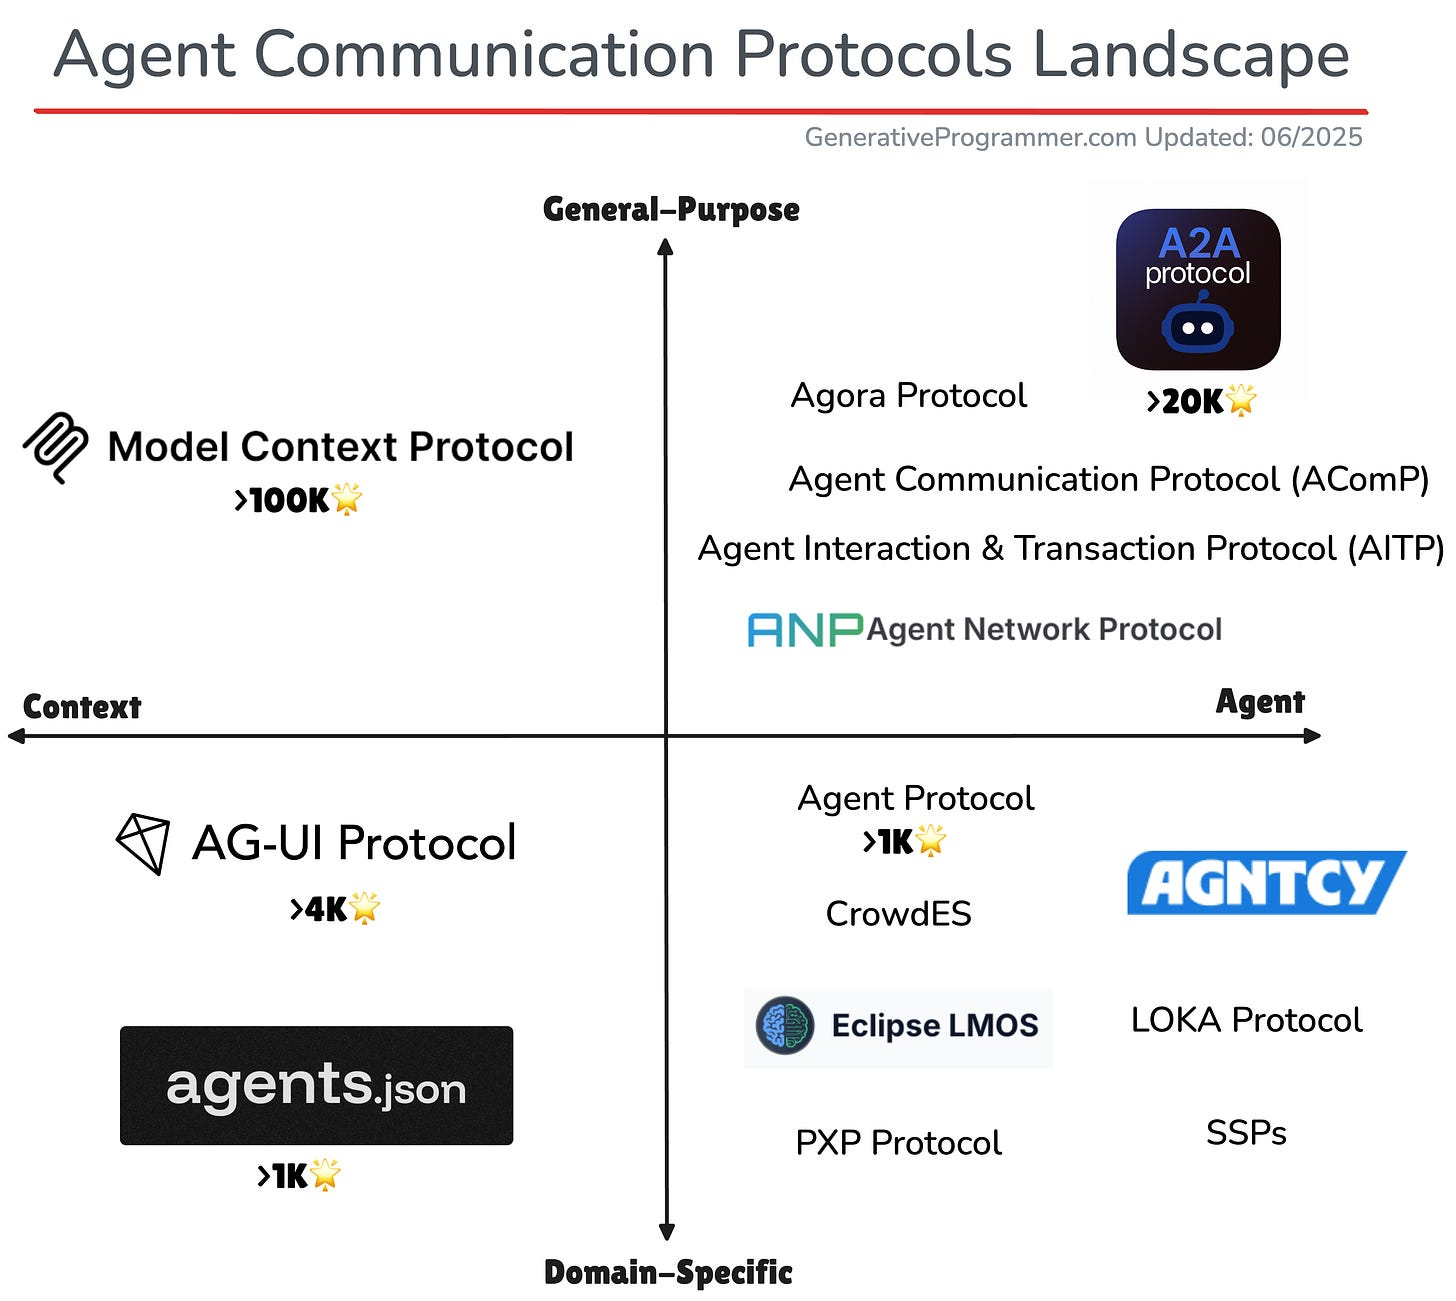 Agent Communication Protocols Landscape
GenerativeProgrammer.com Updated: 06/2025
General-Purpose
A2A
protocol
>20K🌟
Agora Protocol
Model Context Protocol
>100K🌟
Agent Communication Protocol (AComP)
Agent Interaction & Transaction Protocol (AITP)
ANP Agent Network Protocol
Context
Agent
AG-UI Protocol
>4K🌟
Agent Protocol
>1K🌟
AGNTCY
CrowdES
Eclipse LMOS
LOKA Protocol
agents.json
>1K🌟
PXP Protocol
SSPs
Domain-Specific